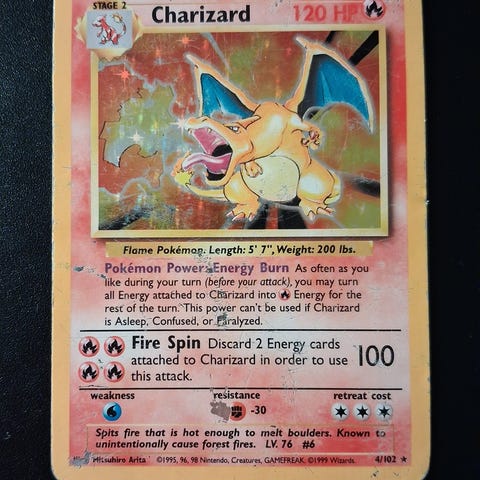 STAGE 2
Charizard 120 HP
Flame Pokémon. Length: 5' 7", Weight: 200 lbs.
Pokémon Power: Energy Burn As often as you
like during your turn (before your attack), you may turn
all Energy attached to Charizard into Energy for the
rest of the turn. This power can't be used if Charizard
is Asleep, Confused, or Paralyzed.
Fire Spin Discard 2 Energy cards
attached to Charizard in order to use
this attack.
100
weakness resistance retreat cost
-30
Spits fire that is hot enough to melt boulders. Known to
unintentionally cause forest fires. LV. 76 #6
Mitsuhiro Arita ©1995, 96, 98 Nintendo, Creatures, GAMEFREAK. ©1999 Wizards. 4/102